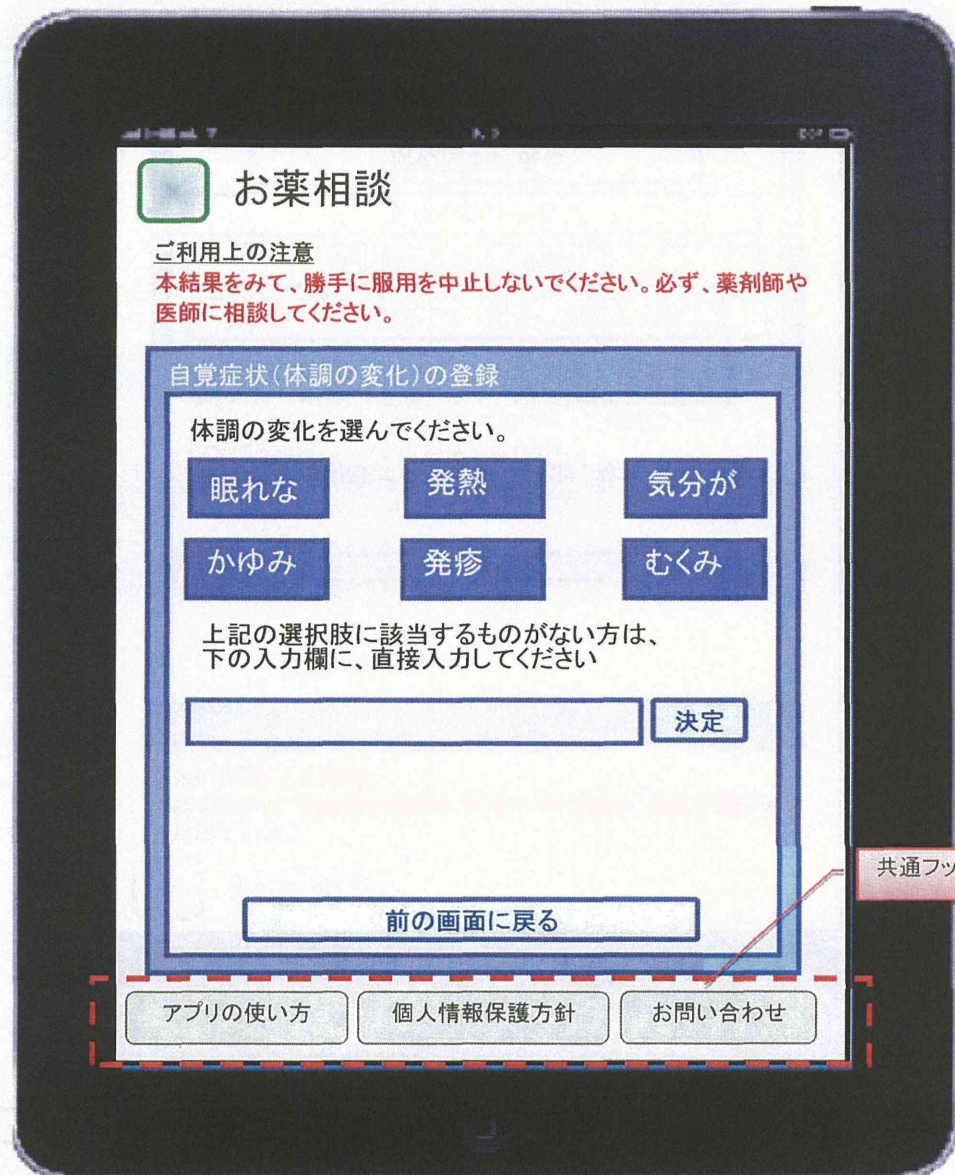 お薬相談
ご利用上の注意
本結果をみて、勝手に服用を中止しないでください。必ず、薬剤師や
医師に相談してください。
自覚症状(体調の変化)の登録
体調の変化を選んでください。
眠れな 発熱 気分が
かゆみ 発疹 むくみ
上記の選択肢に該当するものがない方は、
下の入力欄に、直接入力してください
決定
共通フッ
前の画面に戻る
アプリの使い方 個人情報保護方針 お問い合わせ